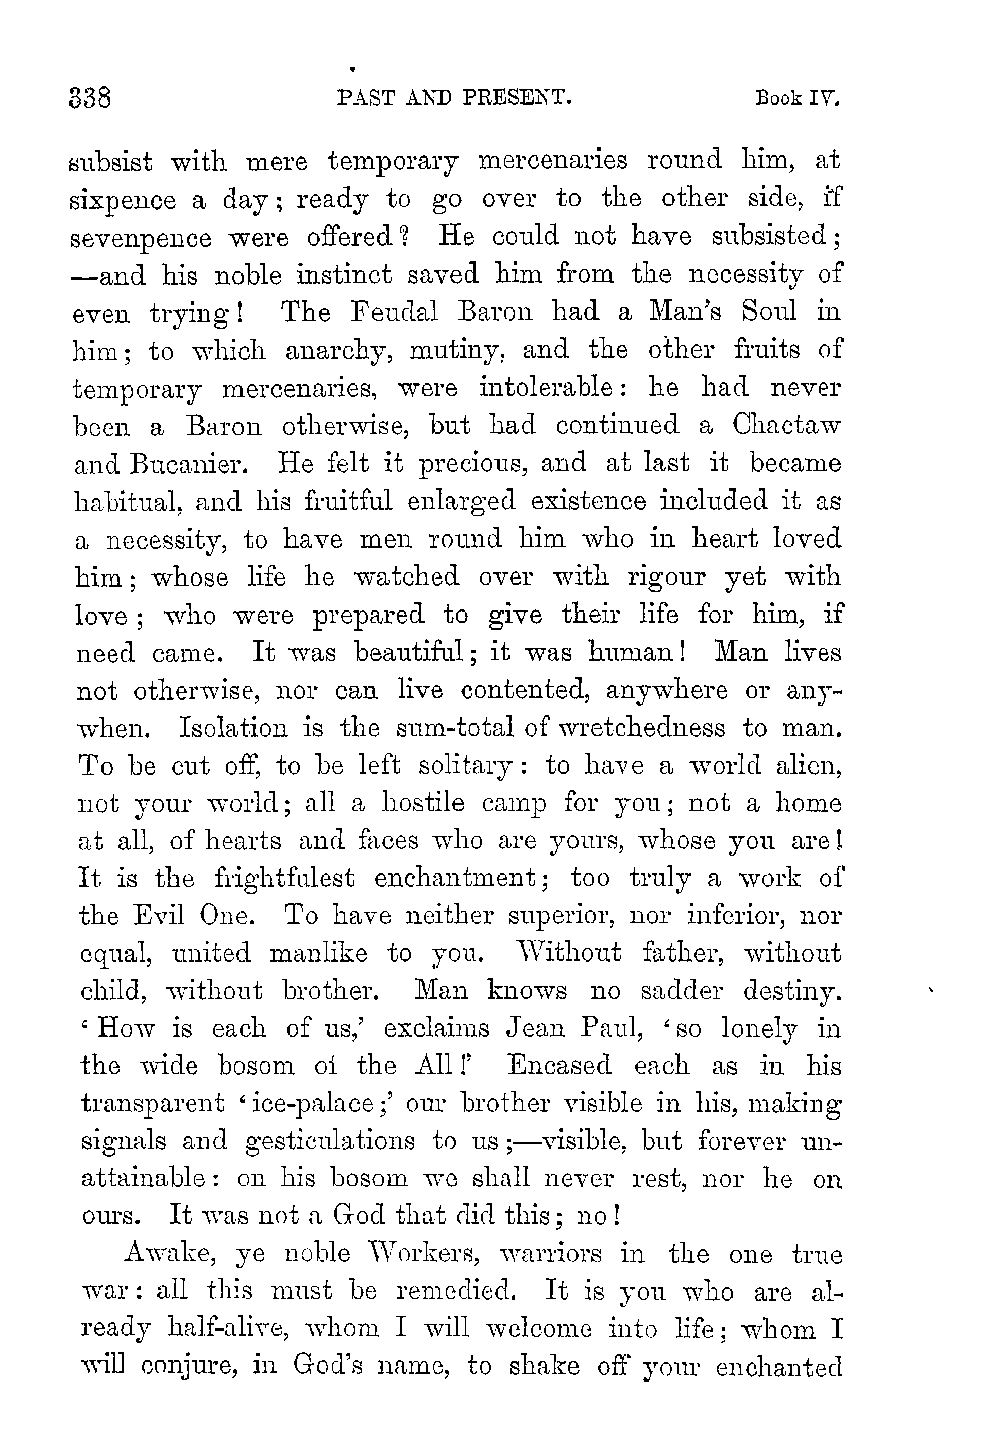 338 PAST AND PRESENT. Book IV.
subsist with mere temporary mercenaries round him, at
sixpence a day; ready to go over to the other side, if
sevenpence were offered? He could not have subsisted;
—and his noble instinct saved him from the necessity of
even trying! The Feudal Baron had a Man's Soul in
him; to which anarchy, mutiny, and the other fruits of
temporary mercenaries, were intolerable: he had never
been a Baron otherwise, but had continued a Chactaw
and Bucanier. He felt it precious, and at last it became
habitual, and his fruitful enlarged existence included it as
a necessity, to have men round him who in heart loved
him; whose life he watched over with rigour yet with
love; who were prepared to give their life for him, if
need came. It was beautiful; it was human! Man lives
not otherwise, nor can live contented, anywhere or any-
when. Isolation is the sum-total of wretchedness to man.
To be cut off, to be left solitary: to have a world alien,
not your world; all a hostile camp for you; not a home
at all, of hearts and faces who are yours, whose you are!
It is the frightfulest enchantment; too truly a work of
the Evil One. To have neither superior, nor inferior, nor
equal, united manlike to you. Without father, without
child, without brother. Man knows no sadder destiny.
‘How is each of us,’ exclaims Jean Paul, ‘so lonely in
the wide bosom of the All!’ Encased each as in his
transparent ‘ice-palace;’ our brother visible in his, making
signals and gesticulations to us;—visible, but forever un-
attainable: on his bosom we shall never rest, nor he on
ours. It was not a God that did this; no!
Awake, ye noble Workers, warriors in the one true
war: all this must be remedied. It is you who are al-
ready half-alive, whom I will welcome into life; whom I
will conjure, in God's name, to shake off your enchanted